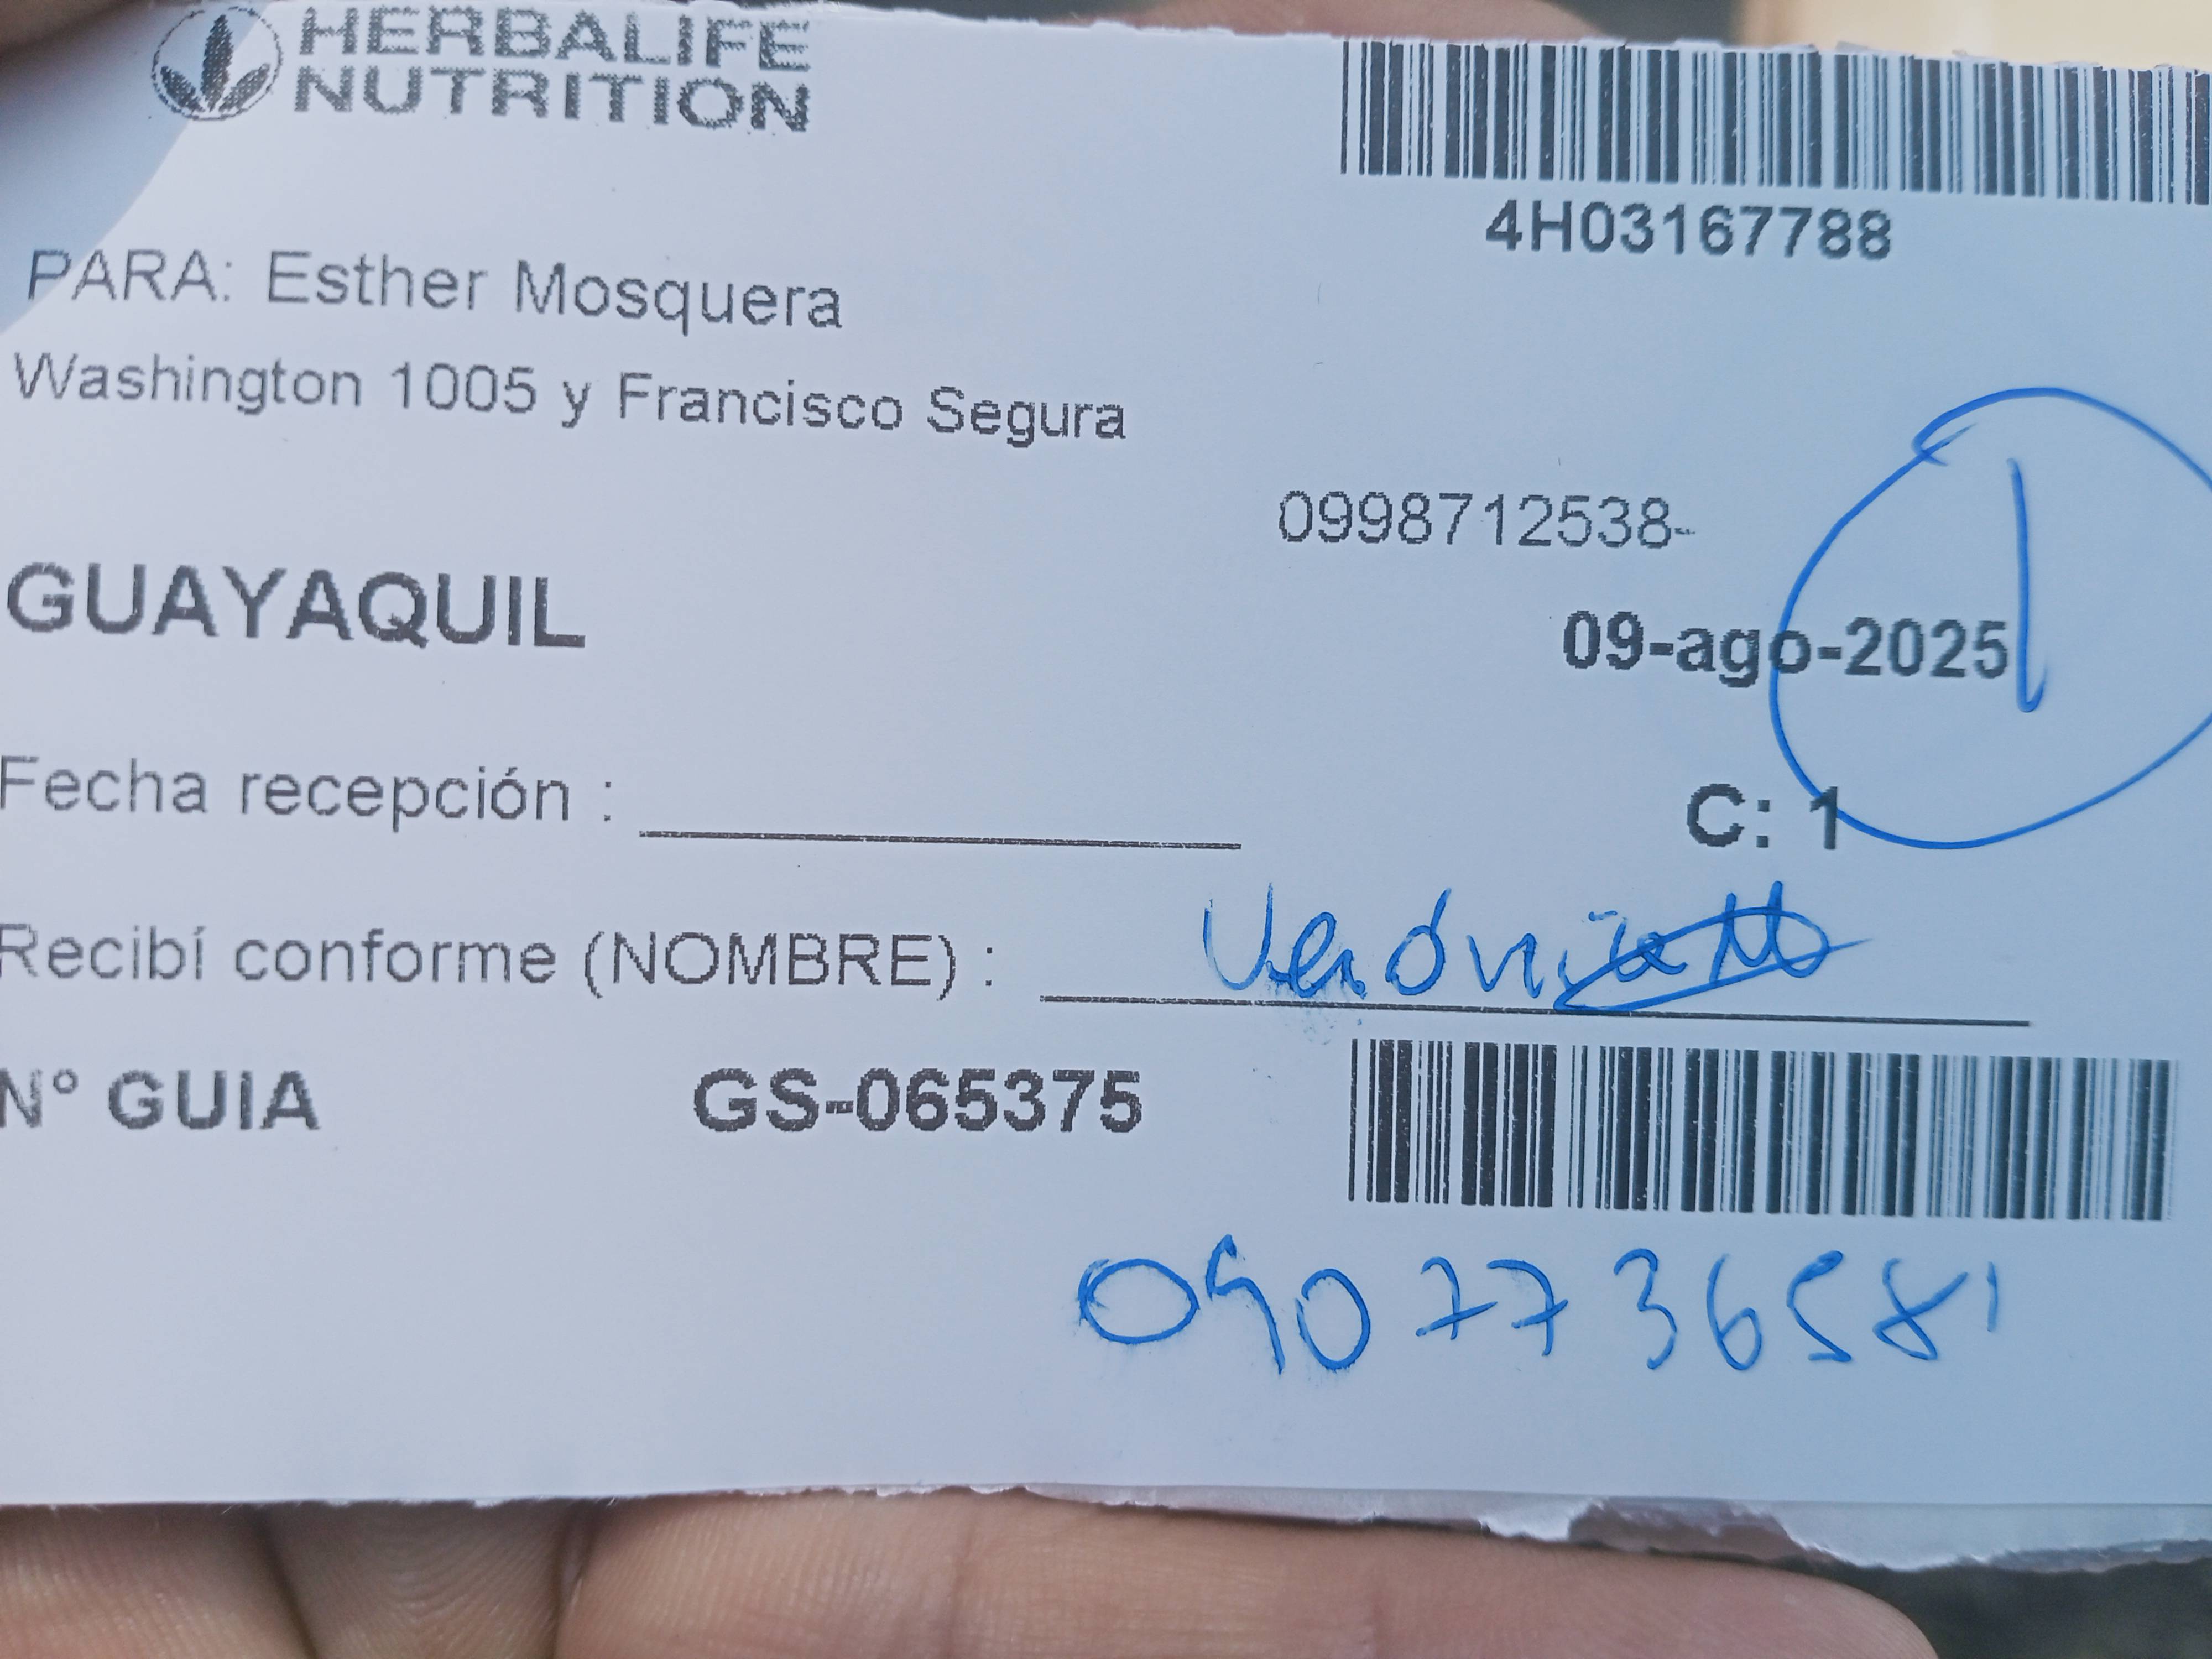 HERBALIFE
NUTRITION
4H03167788
PARA: Esther Mosquera
Washington 1005 y Francisco Segura
0998712538-
GUAYAQUIL
09-ago-2025
1
Fecha recepción :
C: 1
Recibí conforme (NOMBRE) : Verónica M
N° GUIA GS-065375
0907736581